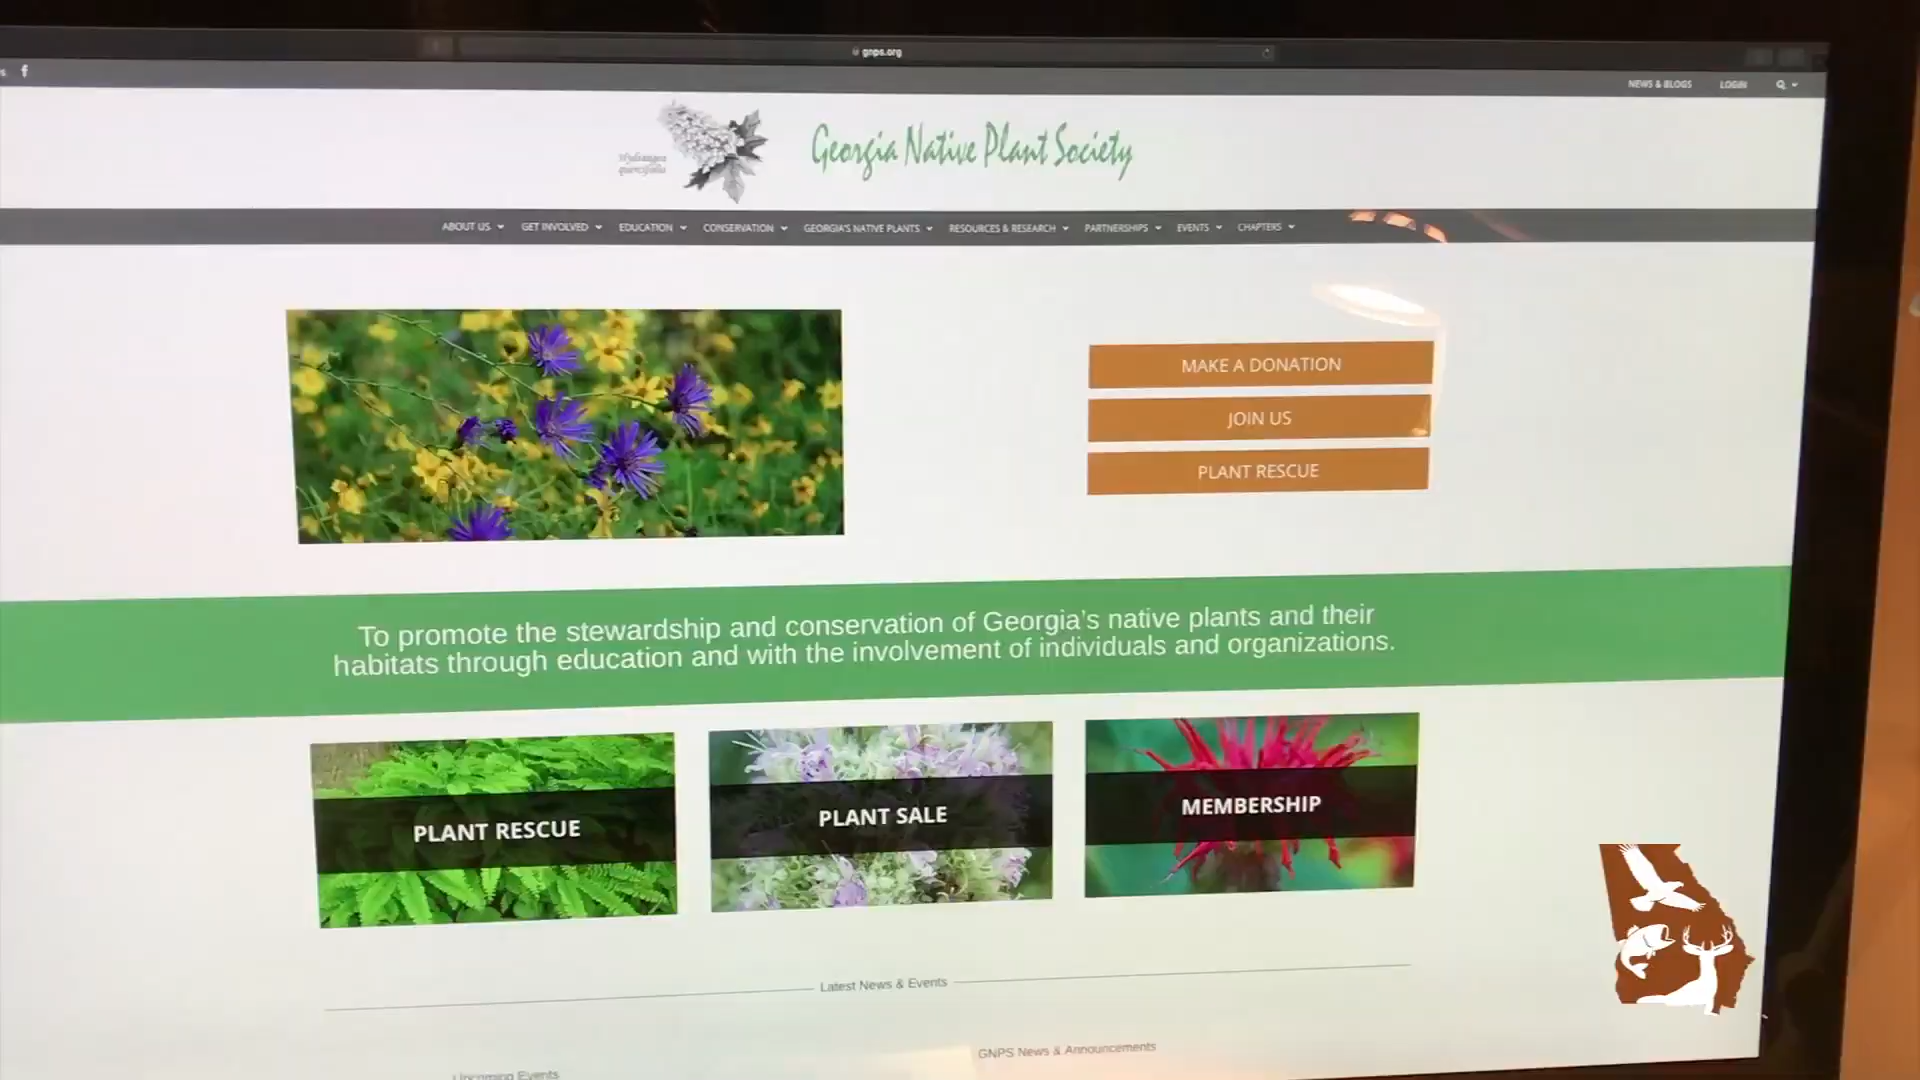 gnps.org
NEWS & BLOGS
LOGIN
Hydrangea
quercifolia
Georgia Native Plant Society
ABOUT US
GET INVOLVED
EDUCATION
CONSERVATION
GEORGIA'S NATIVE PLANTS
RESOURCES & RESEARCH
PARTNERSHIPS
EVENTS
CHAPTERS
MAKE A DONATION
JOIN US
PLANT RESCUE
To promote the stewardship and conservation of Georgia's native plants and their
habitats through education and with the involvement of individuals and organizations.
PLANT RESCUE
PLANT SALE
MEMBERSHIP
Latest News & Events
GNPS News & Announcements
Upcoming Events